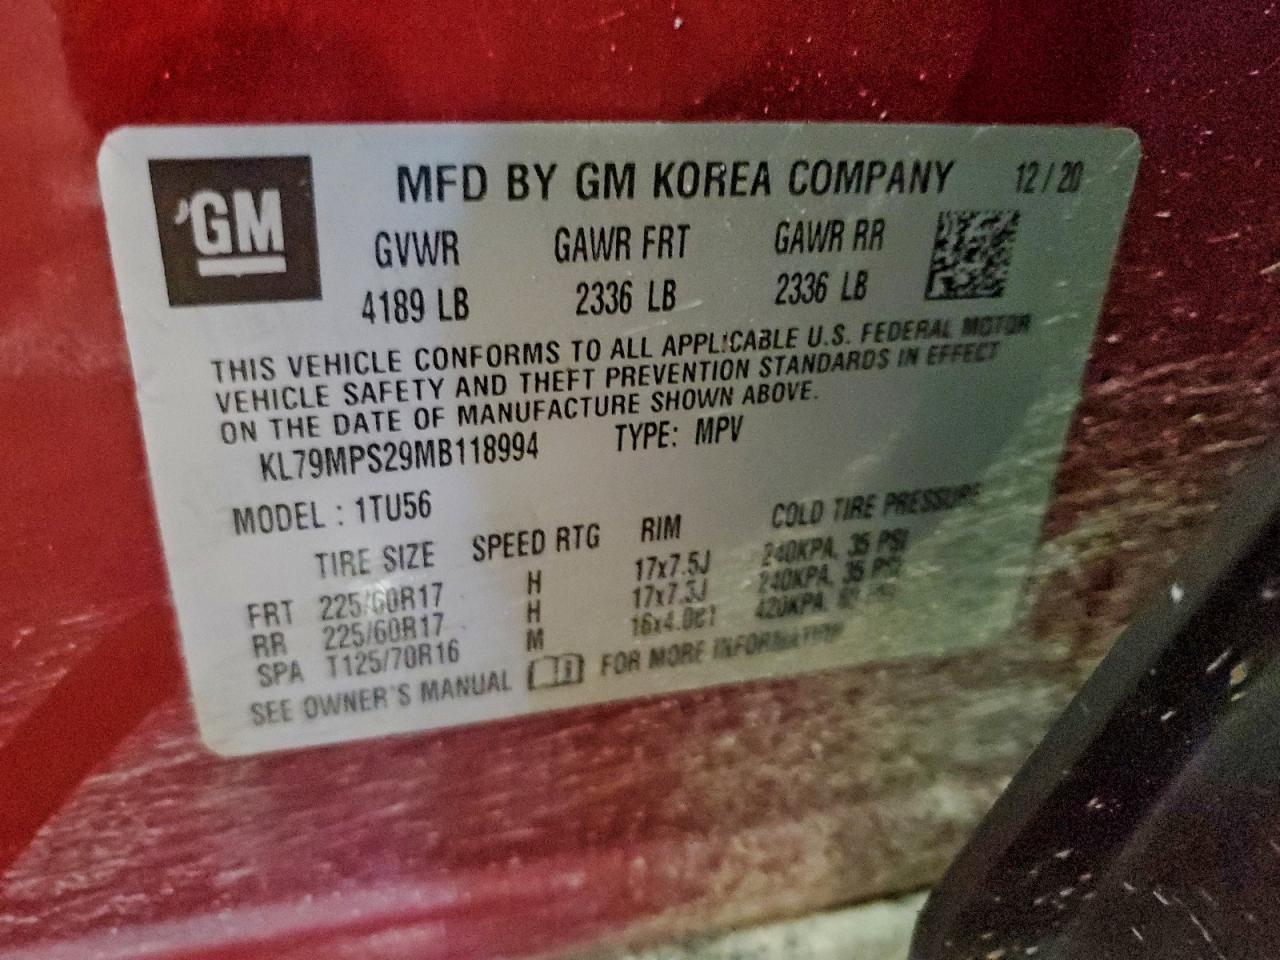 GM
MFD BY GM KOREA COMPANY 12/20
GVWR GAWR FRT GAWR RR
4189 LB 2336 LB 2336 LB
THIS VEHICLE CONFORMS TO ALL APPLICABLE U.S. FEDERAL MOTOR
VEHICLE SAFETY AND THEFT PREVENTION STANDARDS IN EFFECT
ON THE DATE OF MANUFACTURE SHOWN ABOVE.
KL79MPS29MB118994 TYPE: MPV
MODEL : 1TU56
TIRE SIZE SPEED RTG RIM COLD TIRE PRESSURE
FRT 225/60R17 H 17x7.5J 240KPA, 35 PSI
RR 225/60R17 H 17x7.5J 240KPA, 35 PSI
SPA T125/70R16 M 420KPA,
SEE OWNER'S MANUAL FOR MORE INFORMATION